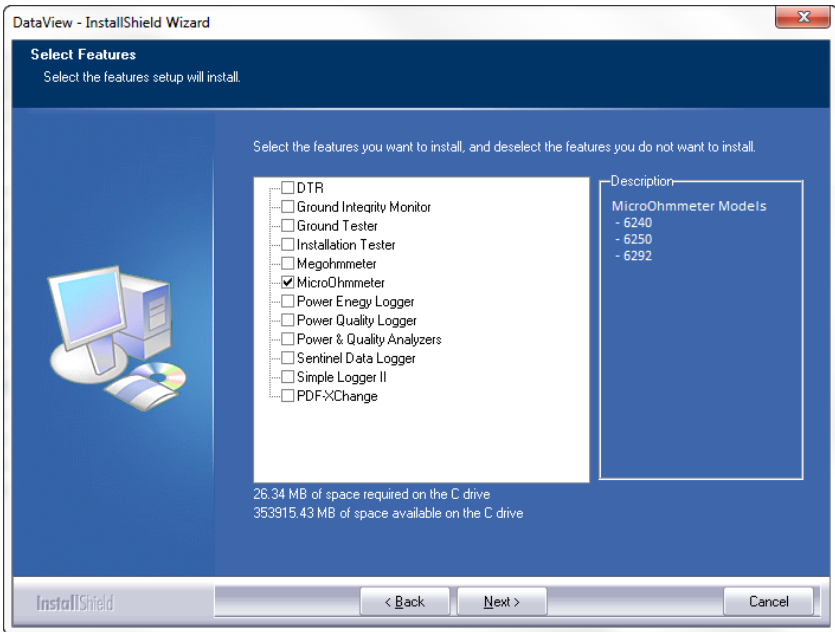 DataView - InstallShield Wizard
Select Features
Select the features setup will install.
Select the features you want to install, and deselect the features you do not want to install.
DTR
Ground Integrity Monitor
Ground Tester
Installation Tester
Megohmmeter
MicroOhmmeter
Power Enegy Logger
Power Quality Logger
Power & Quality Analyzers
Sentinel Data Logger
Simple Logger II
PDF-XChange
Description
MicroOhmmeter Models
- 6240
- 6250
- 6292
26.34 MB of space required on the C drive
353915.43 MB of space available on the C drive
InstallShield
< Back
Next >
Cancel